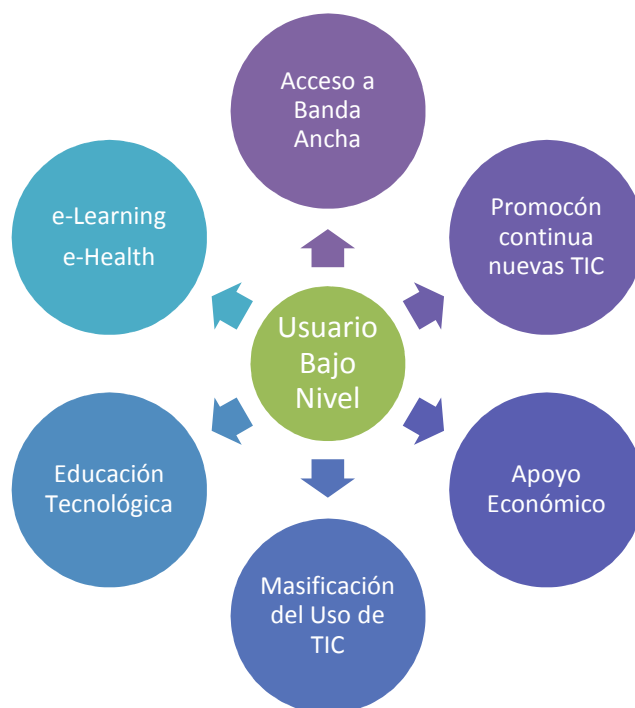 Acceso a
Banda
Ancha
Promocón
continua
nuevas TIC
Apoyo
Económico
Masificación
del Uso de
TIC
Educación
Tecnológica
e-Learning
e-Health
Usuario
Bajo
Nivel